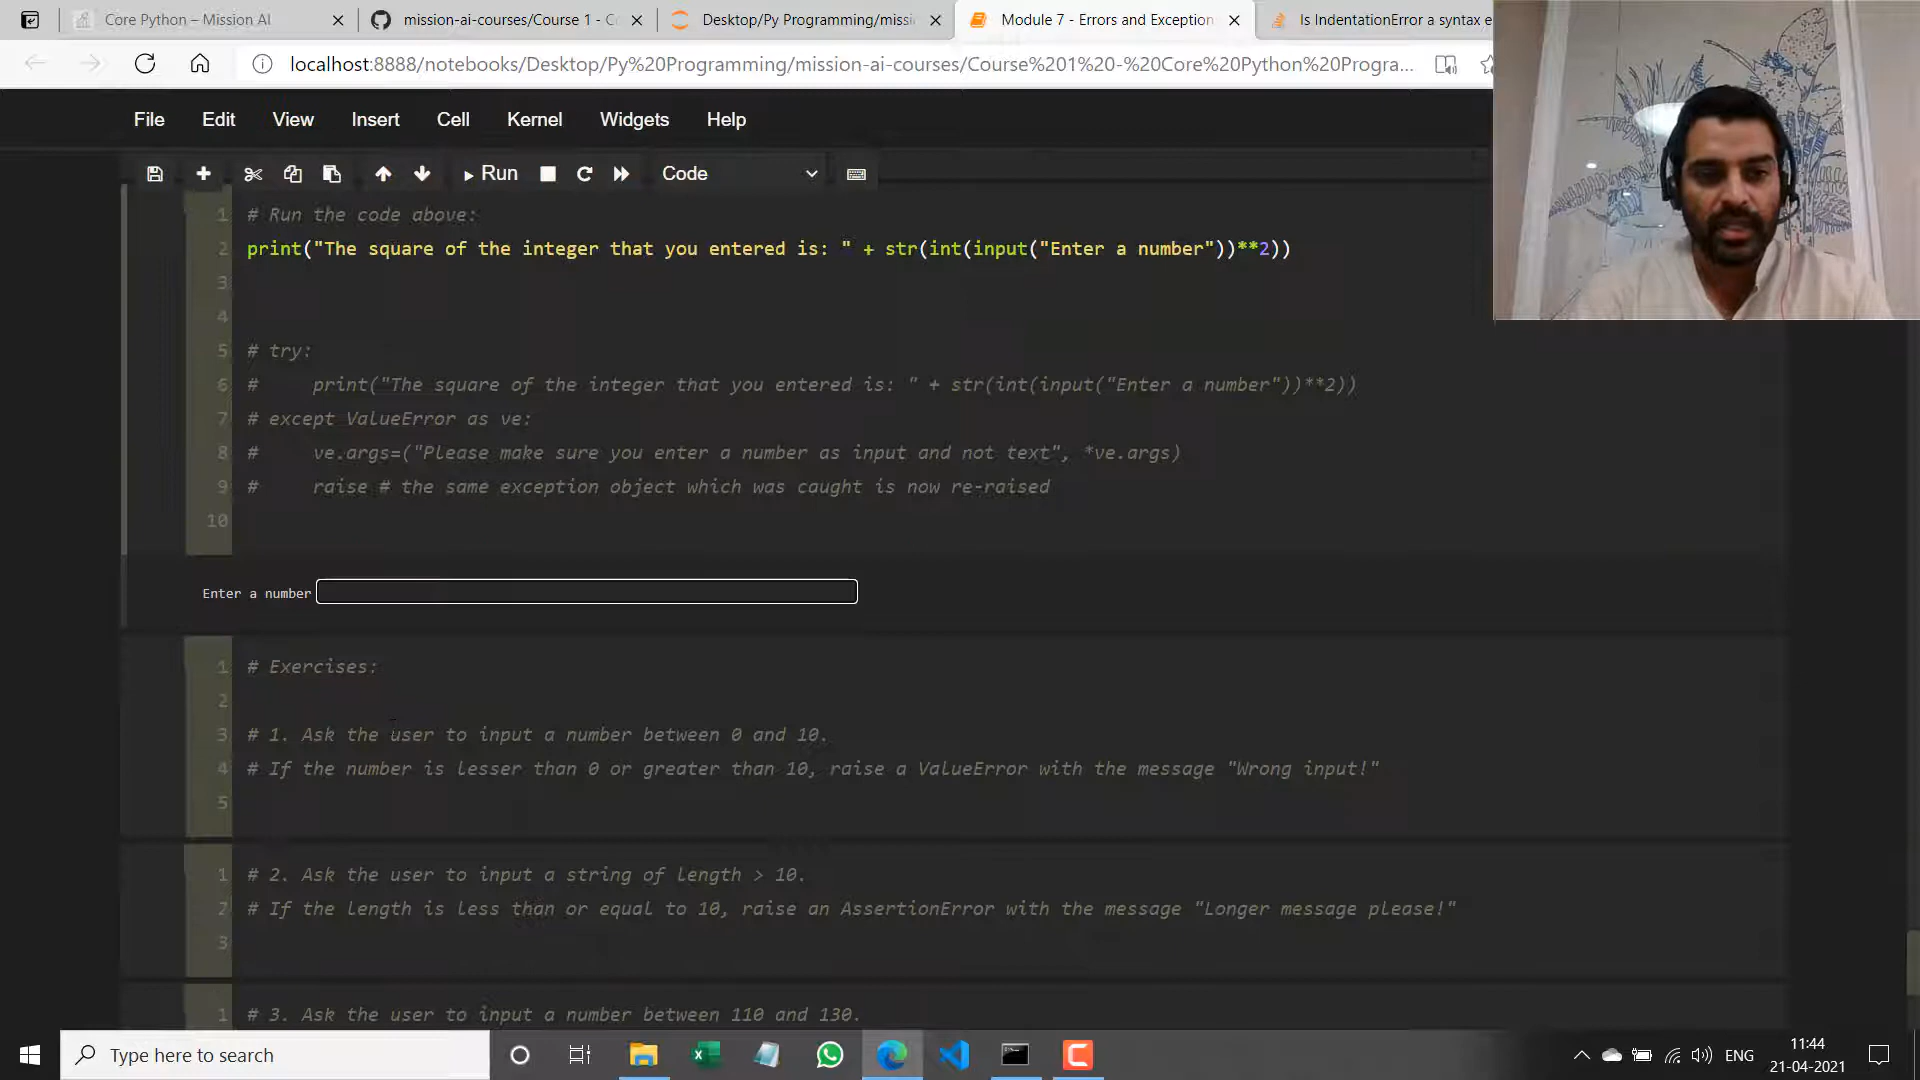 Core Python – Mission AI
mission-ai-courses/Course 1 - Co
Desktop/Py Programming/missi
Module 7 - Errors and Exception
Is IndentationError a syntax e
localhost:8888/notebooks/Desktop/Py%20Programming/mission-ai-courses/Course%201%20-%20Core%20Python%20Progra...
File Edit View Insert Cell Kernel Widgets Help
Run Code
1 # Run the code above:
2 print("The square of the integer that you entered is: " + str(int(input("Enter a number"))**2))
3
4
5 # try:
6 #     print("The square of the integer that you entered is: " + str(int(input("Enter a number"))**2))
7 # except ValueError as ve:
8 #     ve.args=("Please make sure you enter a number as input and not text", *ve.args)
9 #     raise # the same exception object which was caught is now re-raised
10
Enter a number
1 # Exercises:
2
3 # 1. Ask the user to input a number between 0 and 10.
4 # If the number is lesser than 0 or greater than 10, raise a ValueError with the message "Wrong input!"
5
1 # 2. Ask the user to input a string of length > 10.
2 # If the length is less than or equal to 10, raise an AssertionError with the message "Longer message please!"
3
1 # 3. Ask the user to input a number between 110 and 130.
Type here to search
ENG
11:44
21-04-2021